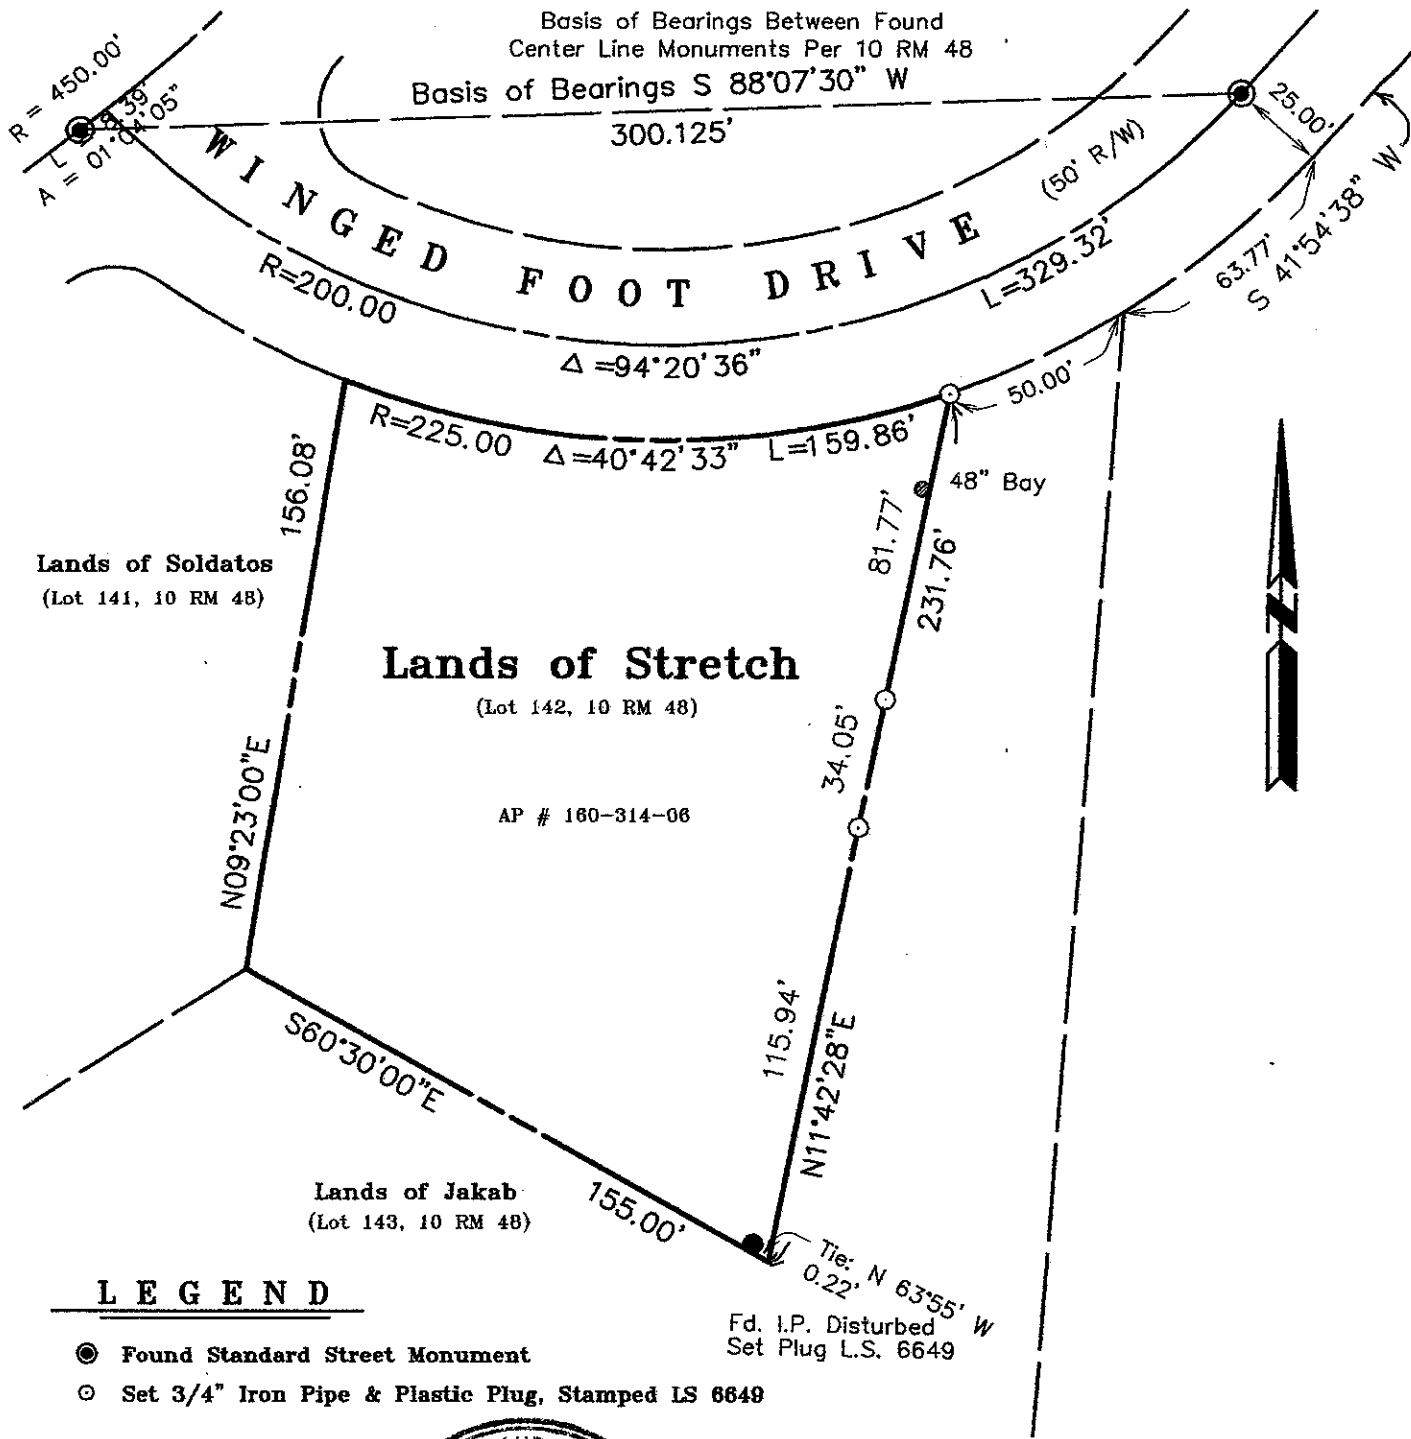 Basis of Bearings Between Found
Center Line Monuments Per 10 RM 48
Basis of Bearings S 88°07'30" W
300.125'
R = 450.00'
L = 8.39'
A = 01°04'05"
25.00'
WINGED FOOT DRIVE
(50' R/W)
S 41°54'38" W
63.77'
R=200.00
L=329.32'
Δ =94°20'36"
50.00'
R=225.00
Δ=40°42'33"
L=159.86'
156.08'
48" Bay
81.77'
231.76'
Lands of Soldatos
(Lot 141, 10 RM 48)
Lands of Stretch
(Lot 142, 10 RM 48)
34.05'
N09°23'00"E
AP # 160-314-06
N
115.94'
N11°42'28"E
S60°30'00"E
155.00'
Lands of Jakab
(Lot 143, 10 RM 48)
Tie: N 63°55' W
0.22'
Fd. I.P. Disturbed
Set Plug L.S. 6649
LEGEND
Found Standard Street Monument
Set 3/4" Iron Pipe & Plastic Plug, Stamped LS 6649